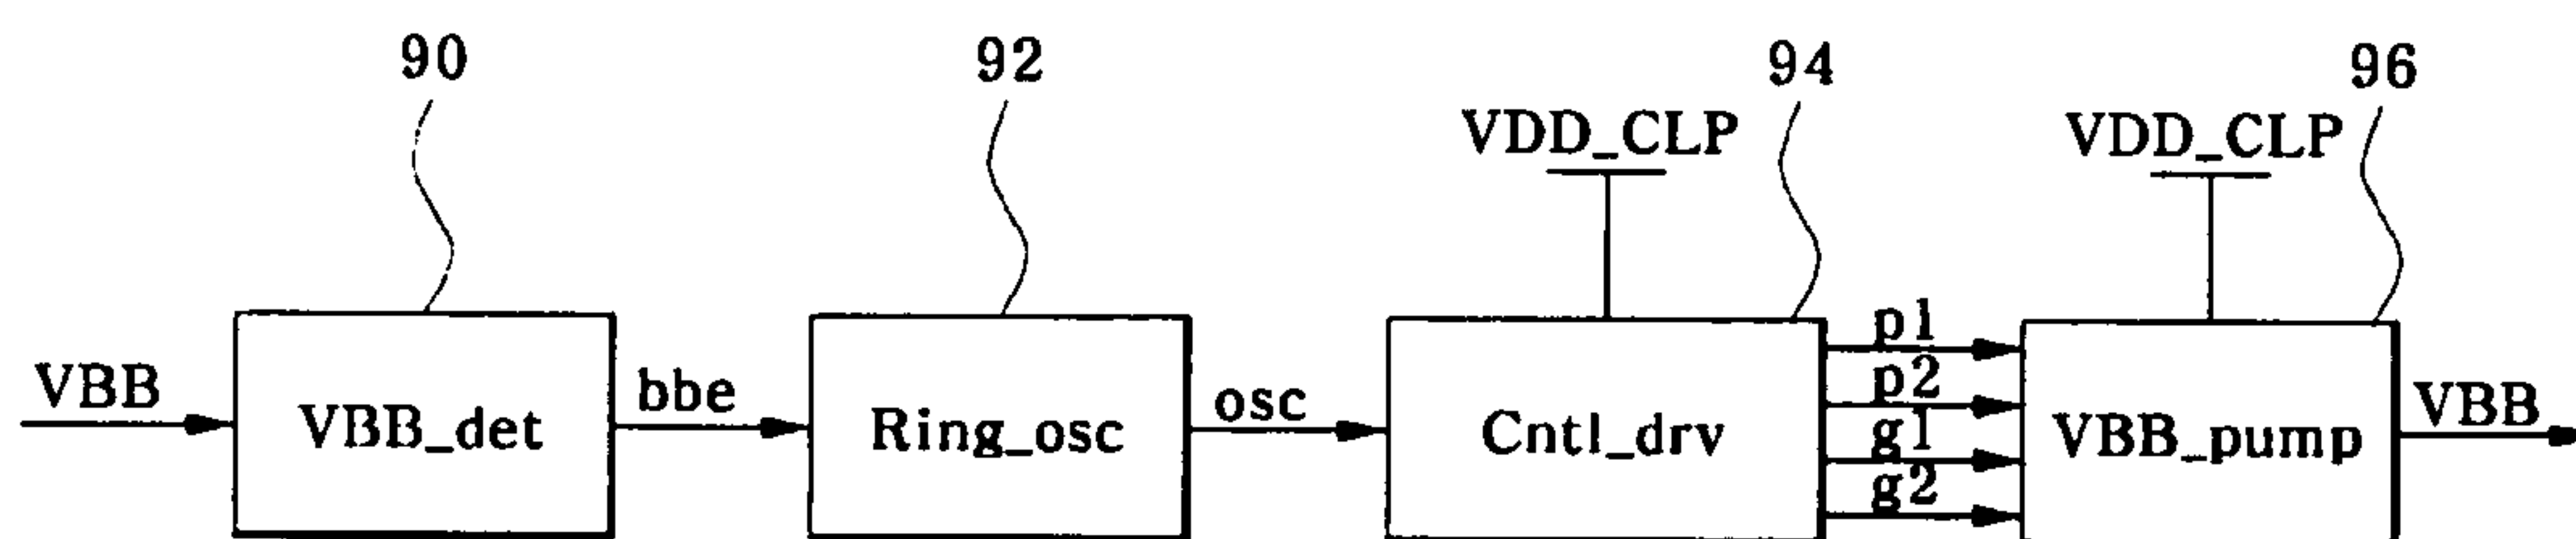 90
92
94
96
VDD_CLP
VDD_CLP
VBB
VBB_det
bbe
Ring_osc
osc
Cntl_drv
p1
p2
g1
g2
VBB_pump
VBB